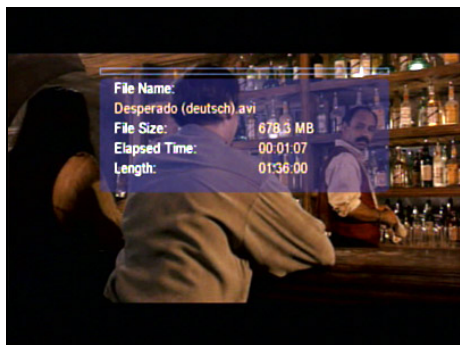 File Name:
Desperado (deutsch).avi
File Size: 678.3 MB
Elapsed Time: 00:01:07
Length: 01:36:00